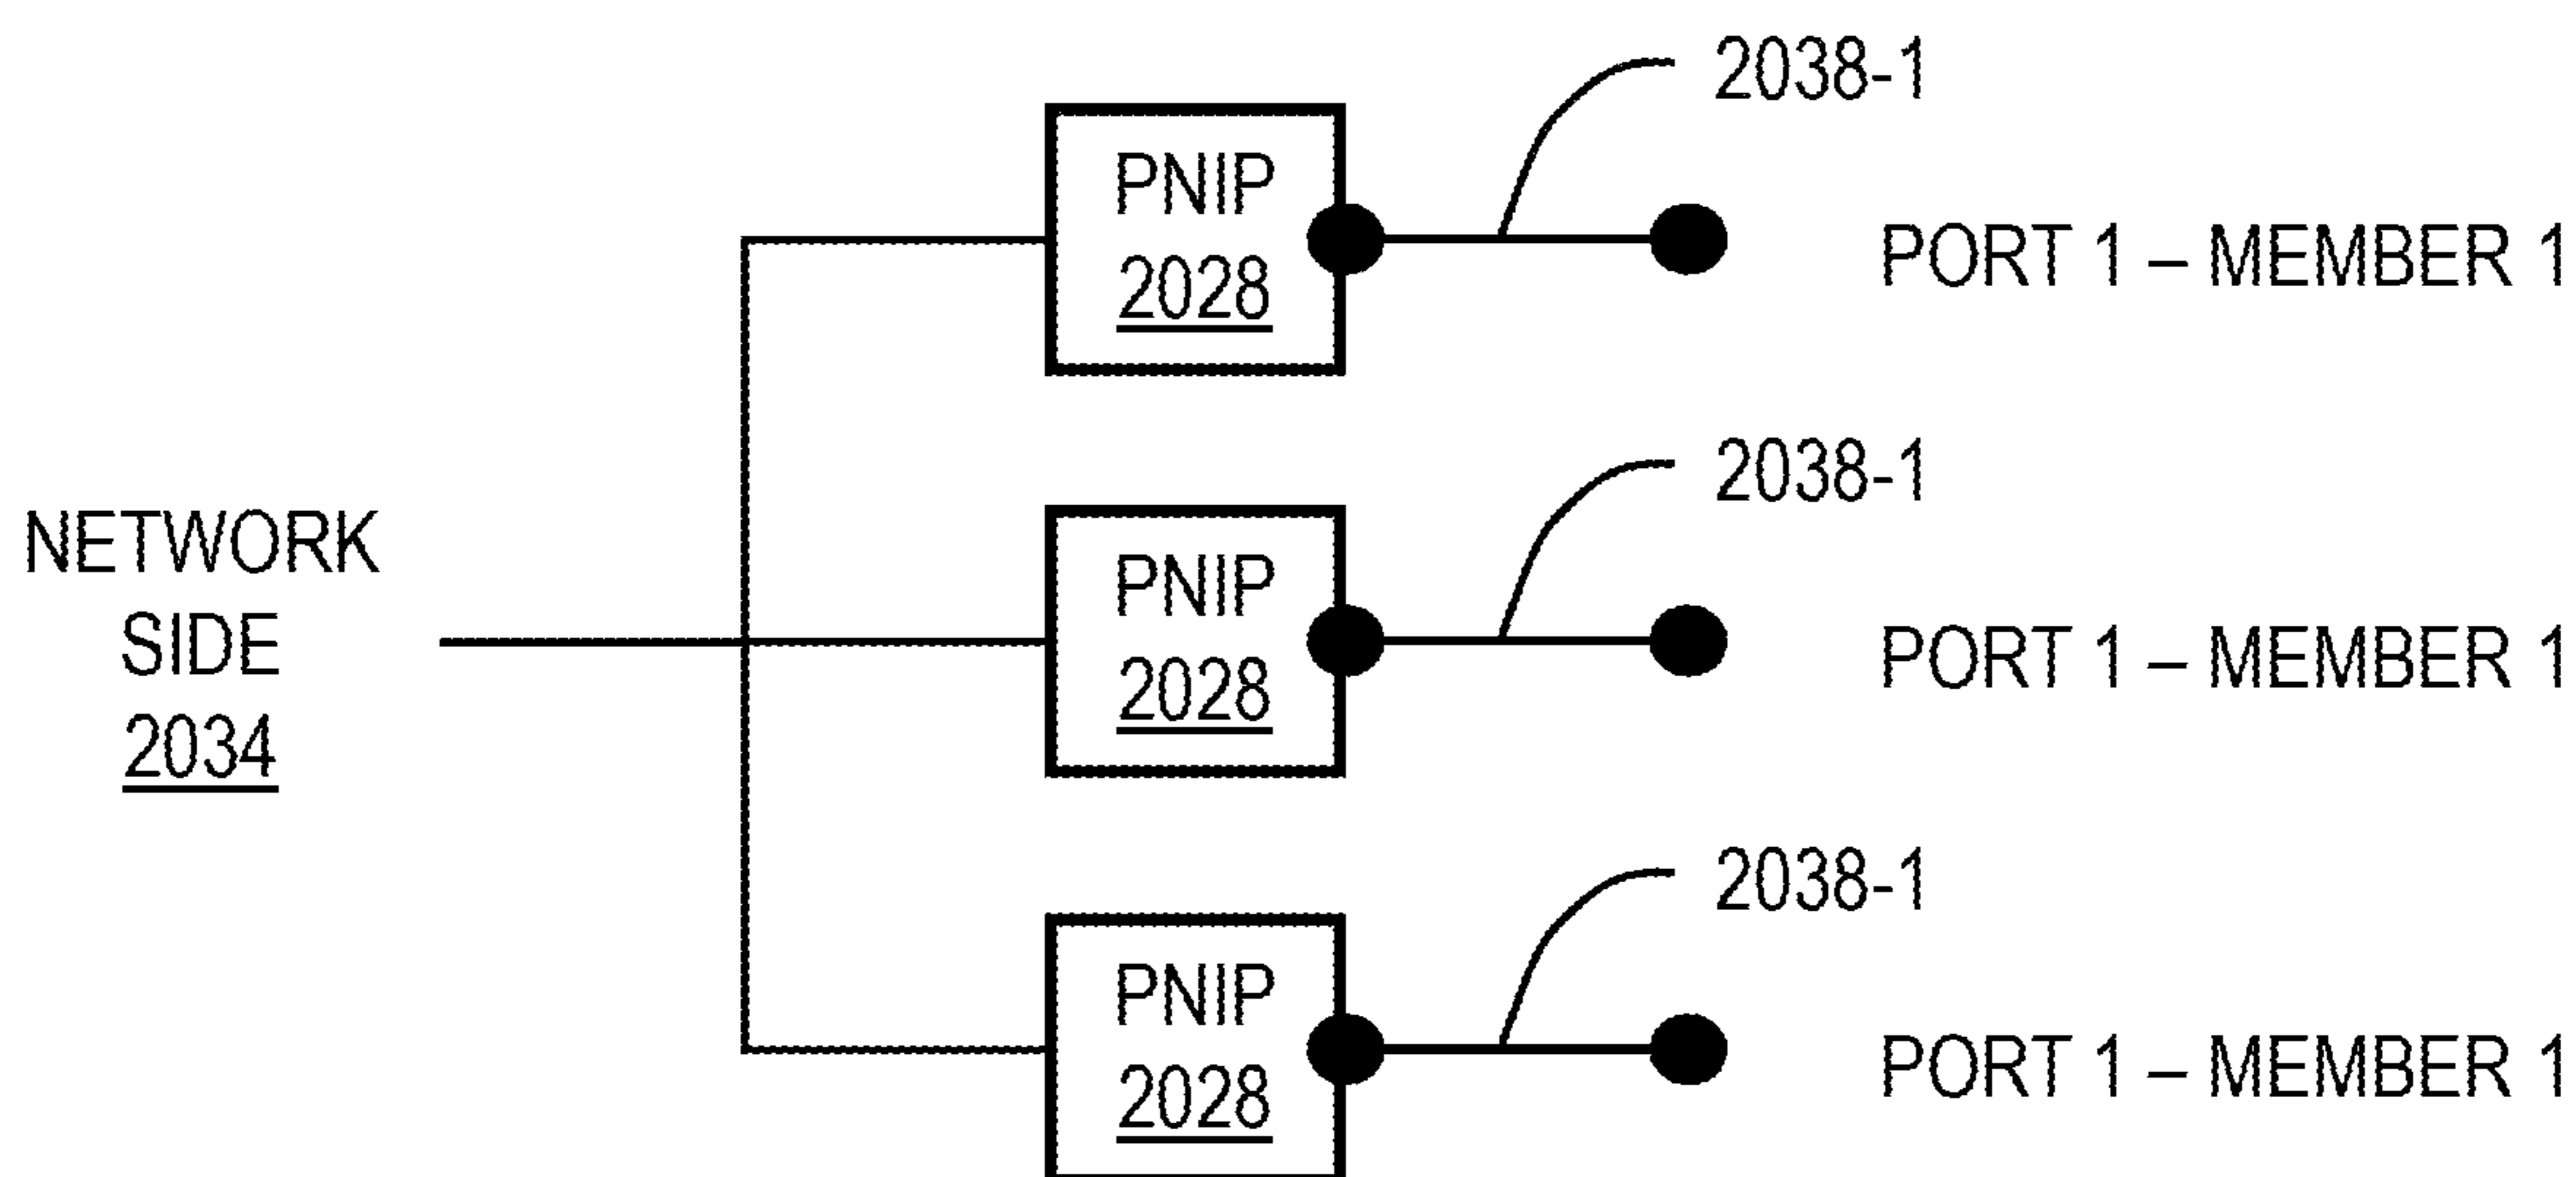 2038-1
PNIP
2028
PORT 1 – MEMBER 1
2038-1
NETWORK
SIDE
2034
PNIP
2028
PORT 1 – MEMBER 1
2038-1
PNIP
2028
PORT 1 – MEMBER 1